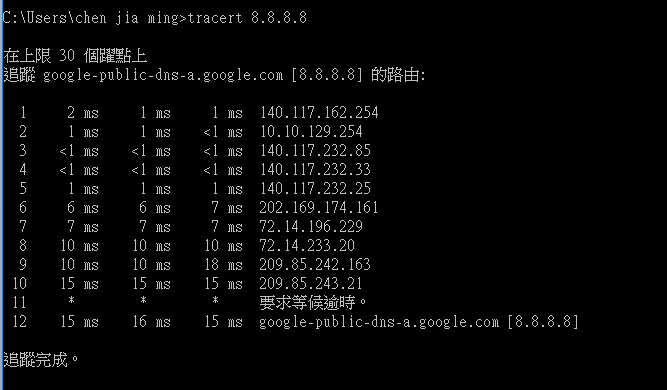 C:\Users\chen jia ming>tracert 8.8.8.8
在上限 30 個躍點上
追蹤 google-public-dns-a.google.com [8.8.8.8] 的路由:
1 2 ms 1 ms 1 ms 140.117.162.254
2 1 ms 1 ms <1 ms 10.10.129.254
3 <1 ms <1 ms <1 ms 140.117.232.85
4 <1 ms <1 ms <1 ms 140.117.232.33
5 1 ms 1 ms 1 ms 140.117.232.25
6 6 ms 6 ms 7 ms 202.169.174.161
7 7 ms 7 ms 7 ms 72.14.196.229
8 10 ms 10 ms 10 ms 72.14.233.20
9 10 ms 10 ms 18 ms 209.85.242.163
10 15 ms 15 ms 15 ms 209.85.243.21
11 * * * 要求等候逾時。
12 15 ms 16 ms 15 ms google-public-dns-a.google.com [8.8.8.8]
追蹤完成。